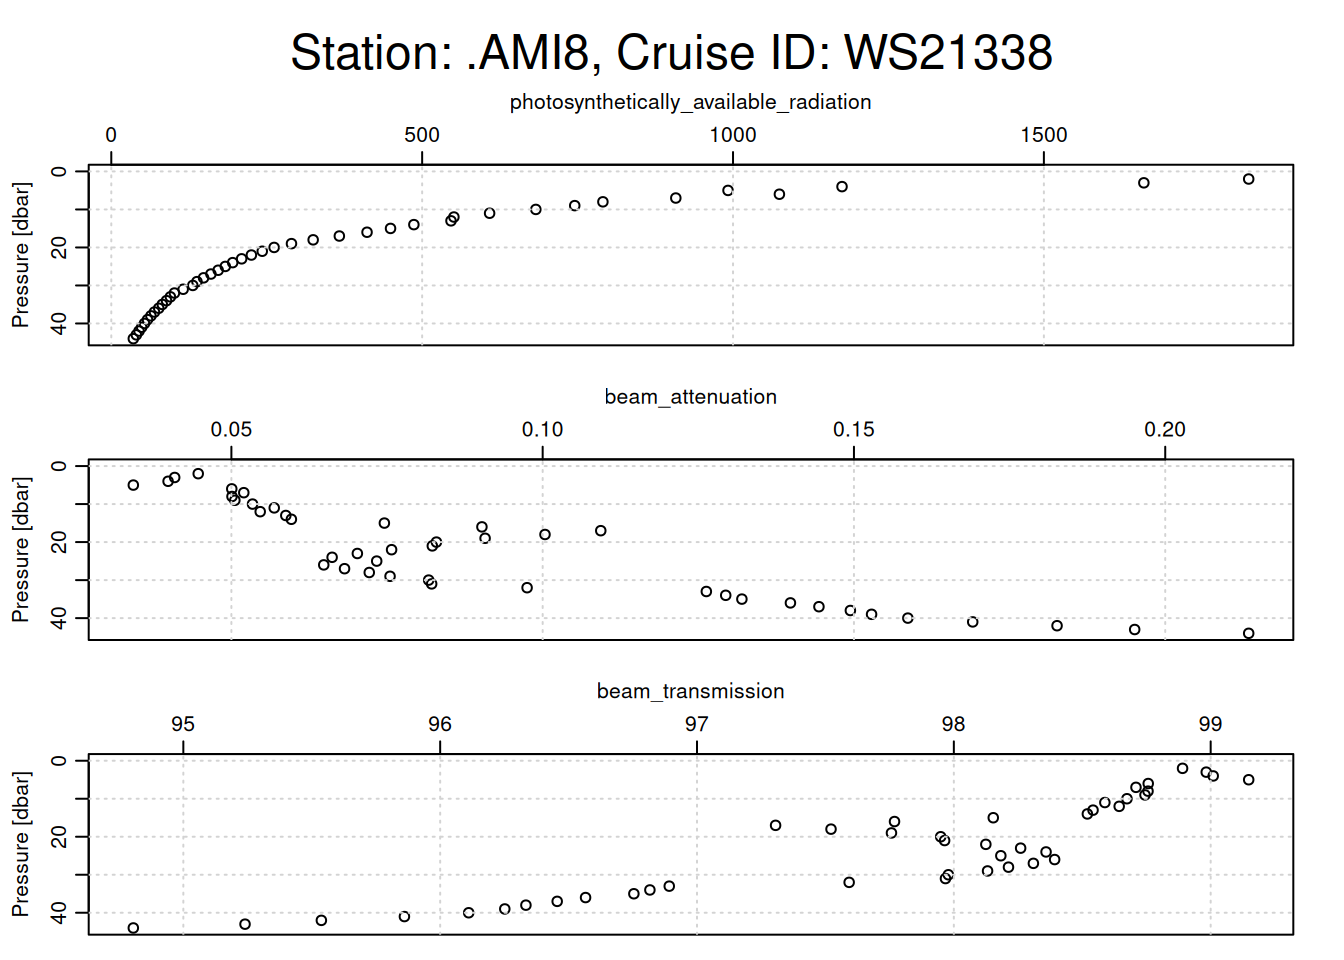 Station: .AMI8, Cruise ID: WS21338
photosynthetically_available_radiation
0 500 1000 1500
0
20
40
Pressure [dbar]
beam_attenuation
0.05 0.10 0.15 0.20
0
20
40
Pressure [dbar]
beam_transmission
95 96 97 98 99
0
20
40
Pressure [dbar]